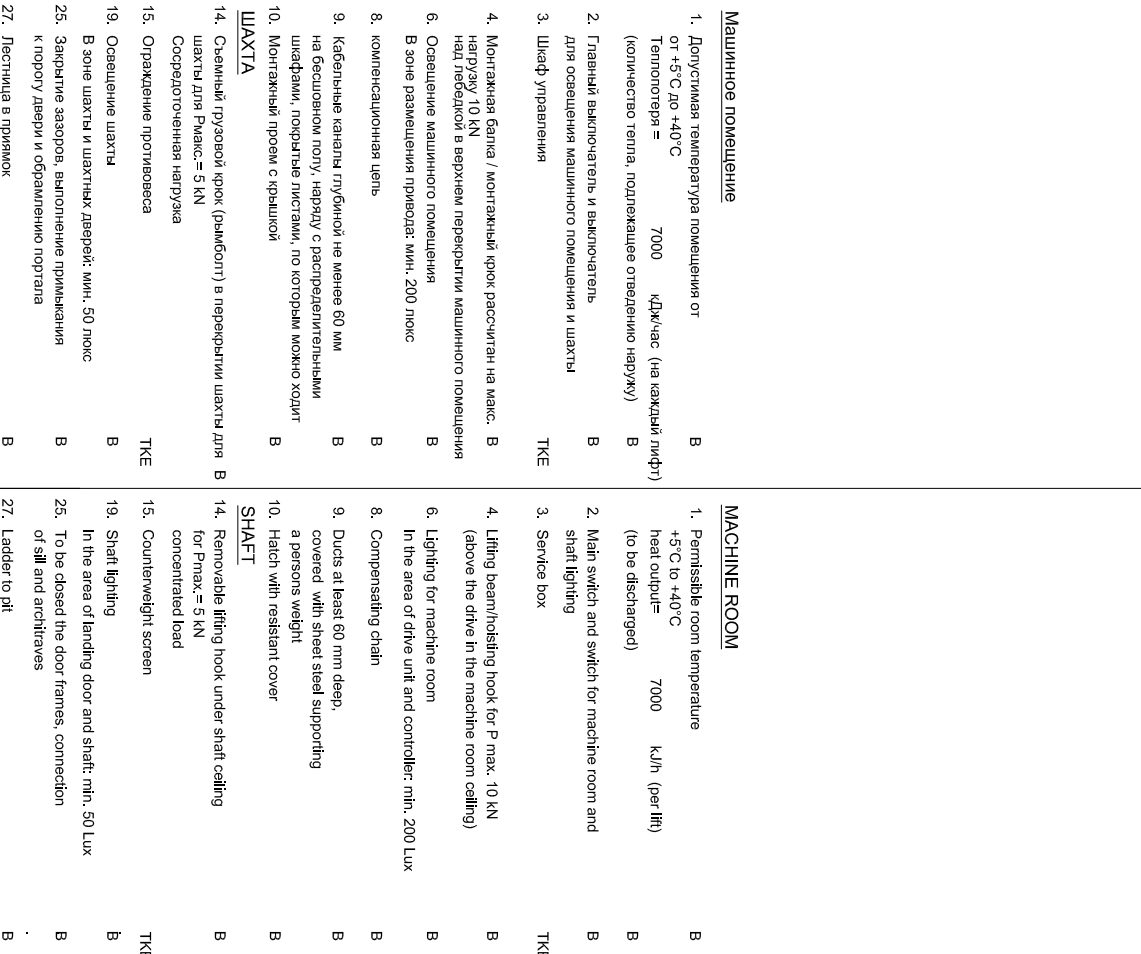 Машинное помещение
1. Допустимая температура помещения от B
от +5°C до +40°C
Теплопотеря = 7000 кДж/час (на каждый лифт)
(количество тепла, подлежащее отведению наружу) B
2. Главный выключатель и выключатель B
для освещения машинного помещения и шахты
3. Шкаф управления TKE
4. Монтажная балка / монтажный крюк рассчитан на макс. B
нагрузку 10 kN
над лебедкой в верхнем перекрытии машинного помещения
6. Освещение машинного помещения B
В зоне размещения привода: мин. 200 люкс
8. компенсационная цепь B
9. Кабельные каналы глубиной не менее 60 мм B
на бесшовном полу, наряду с распределительными
шкафами, покрытые листами, по которым можно ходит
10. Монтажный проем с крышкой B
ШАХТА
14. Съемный грузовой крюк (рымболт) в перекрытии шахты для B
шахты для Рмакс.= 5 kN
Сосредоточенная нагрузка
15. Ограждение противовеса TKE
19. Освещение шахты B
В зоне шахты и шахтных дверей: мин. 50 люкс
25. Закрытие зазоров, выполнение примыкания B
к порогу двери и обрамлению портала
27. Лестница в приямок B
MACHINE ROOM
1. Permissible room temperature B
+5°C to +40°C
heat output= 7000 kJ/h (per lift)
(to be discharged) B
2. Main switch and switch for machine room and B
shaft lighting
3. Service box TKE
4. Lifting beam/hoisting hook for P max. 10 kN B
(above the drive in the machine room ceiling)
6. Lighting for machine room B
In the area of drive unit and controller: min. 200 Lux
8. Compensating chain B
9. Ducts at least 60 mm deep, B
covered with sheet steel supporting
a persons weight
10. Hatch with resistant cover B
SHAFT
14. Removable lifting hook under shaft ceiling B
for Pmax.= 5 kN
concentrated load
15. Counterweight screen TKE
19. Shaft lighting B
In the area of landing door and shaft: min. 50 Lux
25. To be closed the door frames, connection B
of sill and architraves
27. Ladder to pit B